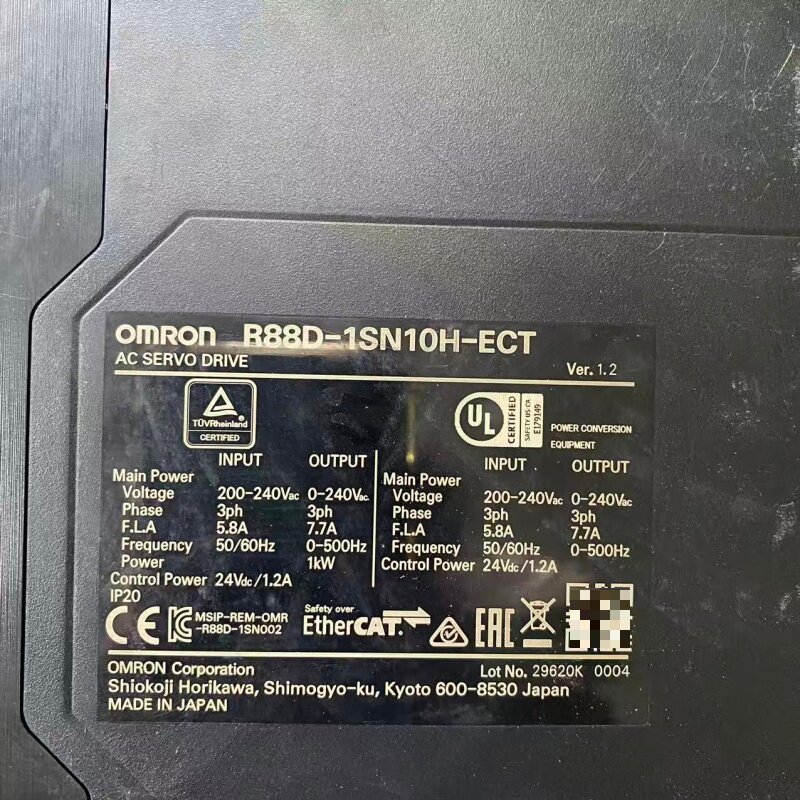 OMRON R88D-1SN10H-ECT
AC SERVO DRIVE
Ver. 1.2
TÜVRheinland®
CERTIFIED
UL
CERTIFIED
SAFETY US-CA
E179149
POWER CONVERSION
EQUIPMENT
INPUT OUTPUT
Main Power
Voltage 200-240Vac 0-240Vac
Phase 3ph 3ph
F.L.A 5.8A 7.7A
Frequency 50/60Hz 0-500Hz
Power 1kW
Control Power 24Vdc/1.2A
IP20
INPUT OUTPUT
Main Power
Voltage 200-240Vac 0-240Vac
Phase 3ph 3ph
F.L.A 5.8A 7.7A
Frequency 50/60Hz 0-500Hz
Control Power 24Vdc/1.2A
CE
MSIP-REM-OMR
-R88D-1SN002
Safety over
EtherCAT.
EAC
OMRON Corporation
Lot No. 29620K 0004
Shiokoji Horikawa, Shimogyo-ku, Kyoto 600-8530 Japan
MADE IN JAPAN